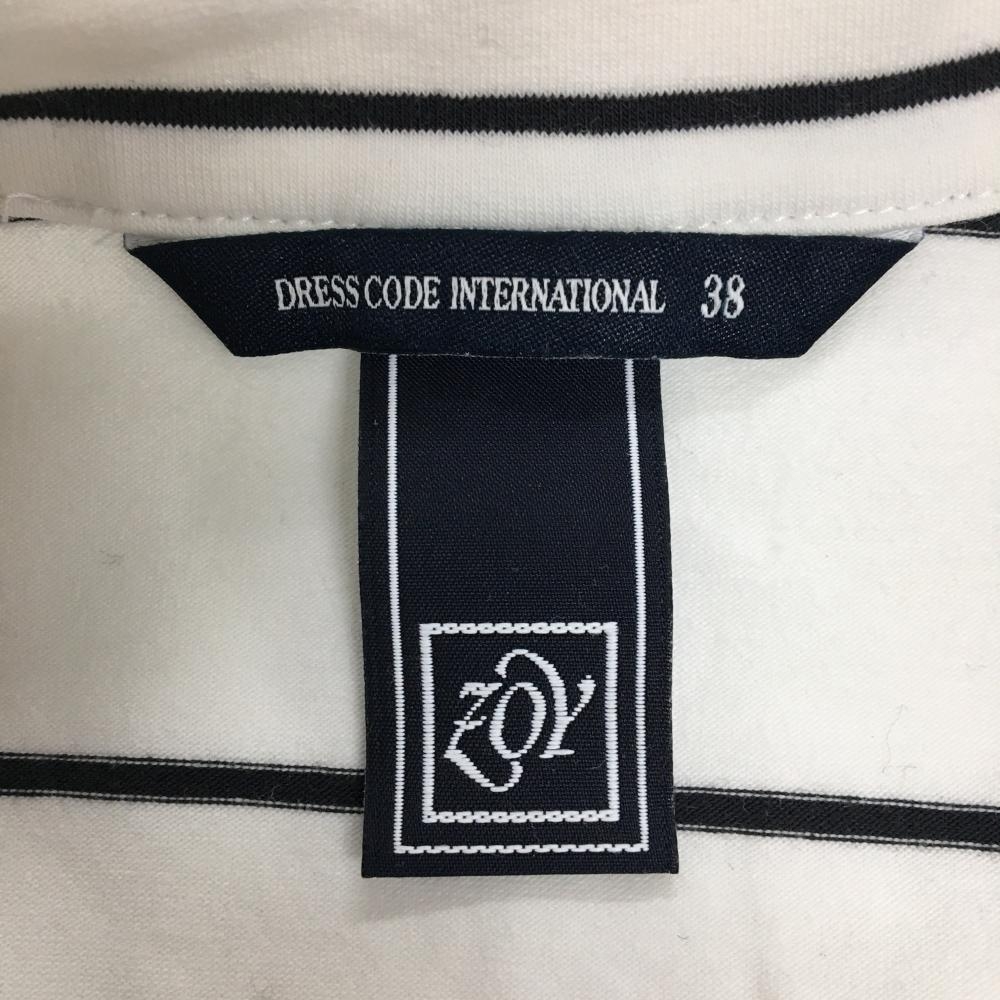 DRESS CODE INTERNATIONAL 38
ZOY